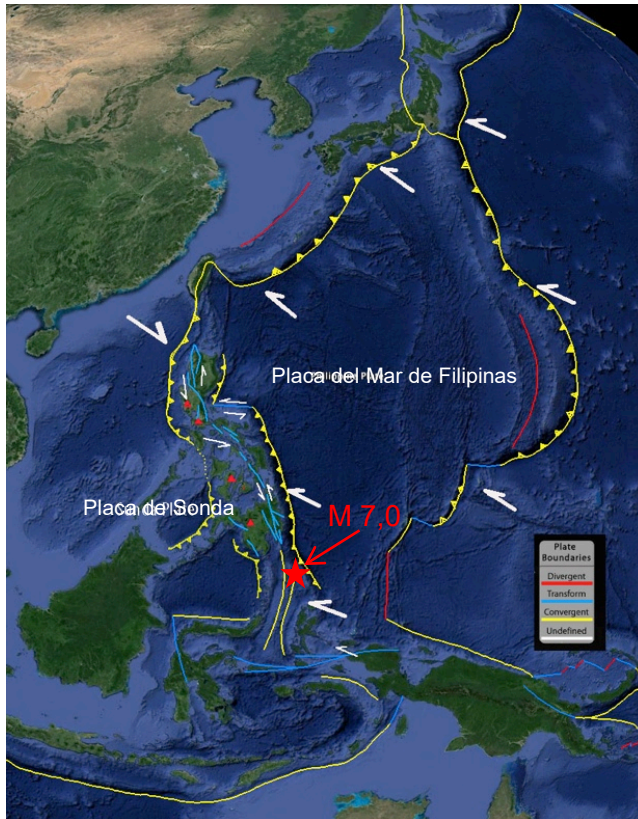 Placa del Mar de Filipinas
Placa de Sonda
M 7,0
Plate
Boundaries
Divergent
Transform
Convergent
Undefined